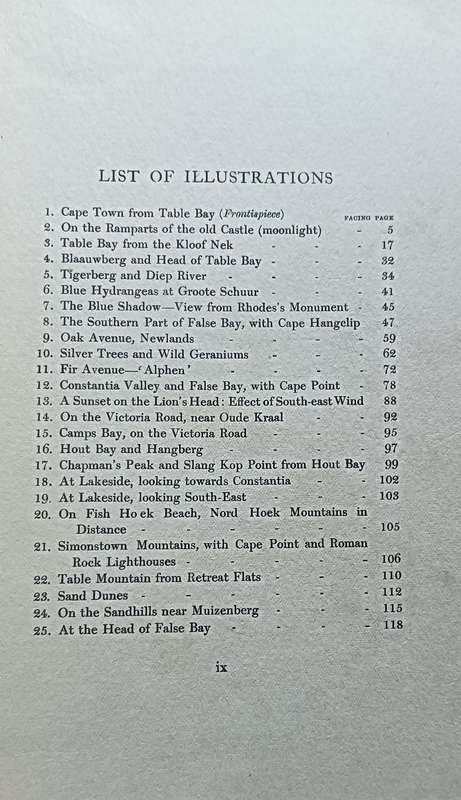 LIST OF ILLUSTRATIONS
FACING PAGE
1. Cape Town from Table Bay (Frontispiece)
2. On the Ramparts of the old Castle (moonlight) - 5
3. Table Bay from the Kloof Nek - - - 17
4. Blaauwberg and Head of Table Bay - - - 32
5. Tigerberg and Diep River - - - - 34
6. Blue Hydrangeas at Groote Schuur - - - 41
7. The Blue Shadow—View from Rhodes's Monument - 45
8. The Southern Part of False Bay, with Cape Hangclip 47
9. Oak Avenue, Newlands - - - - 59
10. Silver Trees and Wild Geraniums - - - 62
11. Fir Avenue—'Alphen' - - - - 72
12. Constantia Valley and False Bay, with Cape Point - 78
13. A Sunset on the Lion's Head: Effect of South-east Wind 88
14. On the Victoria Road, near Oude Kraal - - 92
15. Camps Bay, on the Victoria Road - - - 95
16. Hout Bay and Hangberg - - - - 97
17. Chapman's Peak and Slang Kop Point from Hout Bay 99
18. At Lakeside, looking towards Constantia - - 102
19. At Lakeside, looking South-East - - - 103
20. On Fish Hoek Beach, Nord Hoek Mountains in
Distance - - - - - - 105
21. Simonstown Mountains, with Cape Point and Roman
Rock Lighthouses - - - - - 106
22. Table Mountain from Retreat Flats - - - 110
23. Sand Dunes - - - - - - 112
24. On the Sandhills near Muizenberg - - - 115
25. At the Head of False Bay - - - - 118
ix